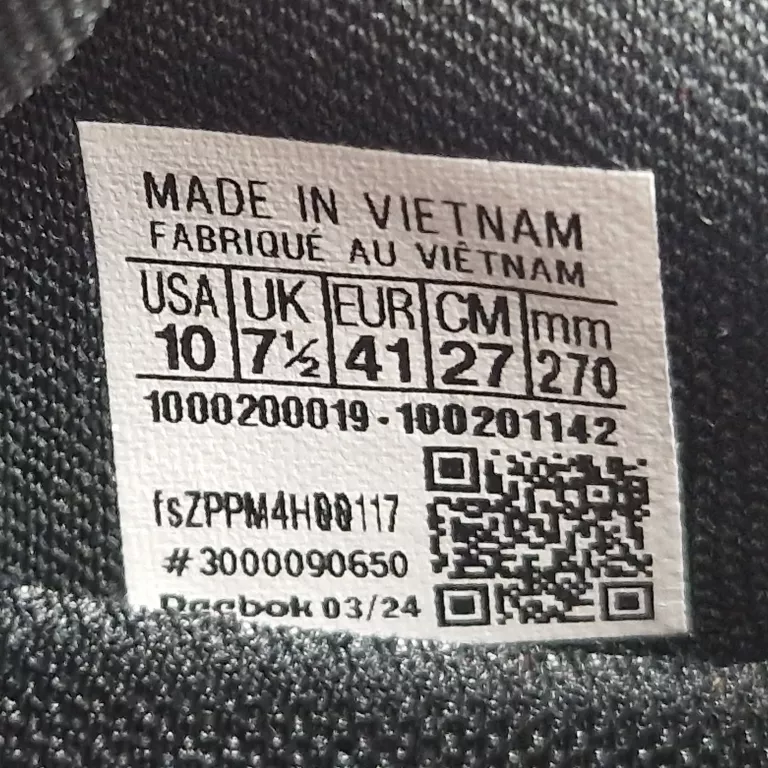 MADE IN VIETNAM
FABRIQUÉ AU VIÊTNAM
USA UK EUR CM mm
10 7½ 41 27 270
1000200019-100201142
fsZPPM4H00117
#3000090650
Reebok 03/24